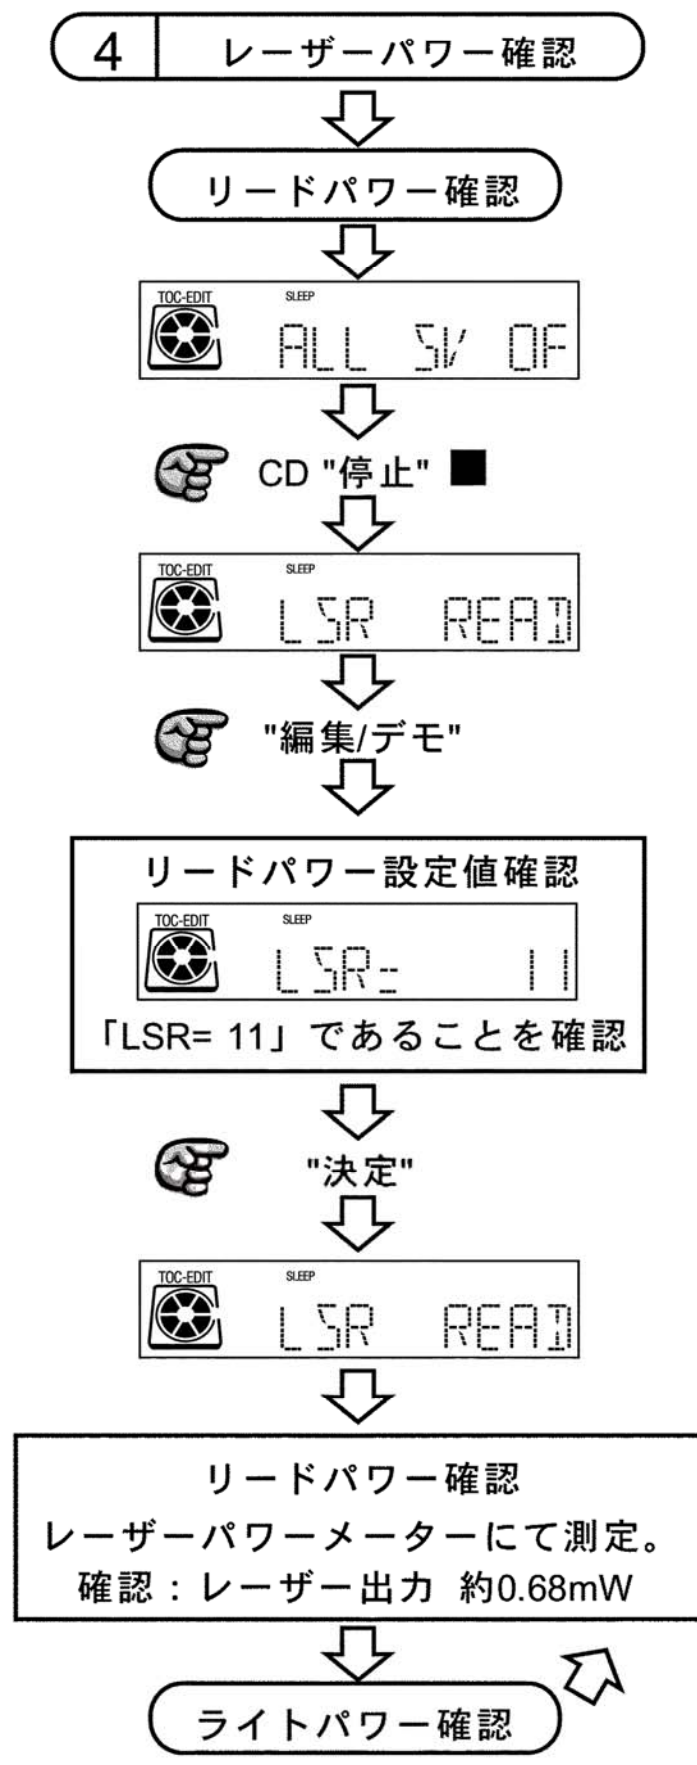 4 レーザーパワー確認
リードパワー確認
TOC-EDIT SLEEP
ALL SV OF
CD "停止" ■
TOC-EDIT SLEEP
LSR READ
"編集/デモ"
リードパワー設定値確認
TOC-EDIT SLEEP
LSR= 11
「LSR= 11」であることを確認
"決定"
TOC-EDIT SLEEP
LSR READ
リードパワー確認
レーザーパワーメーターにて測定。
確認：レーザー出力 約0.68mW
ライトパワー確認